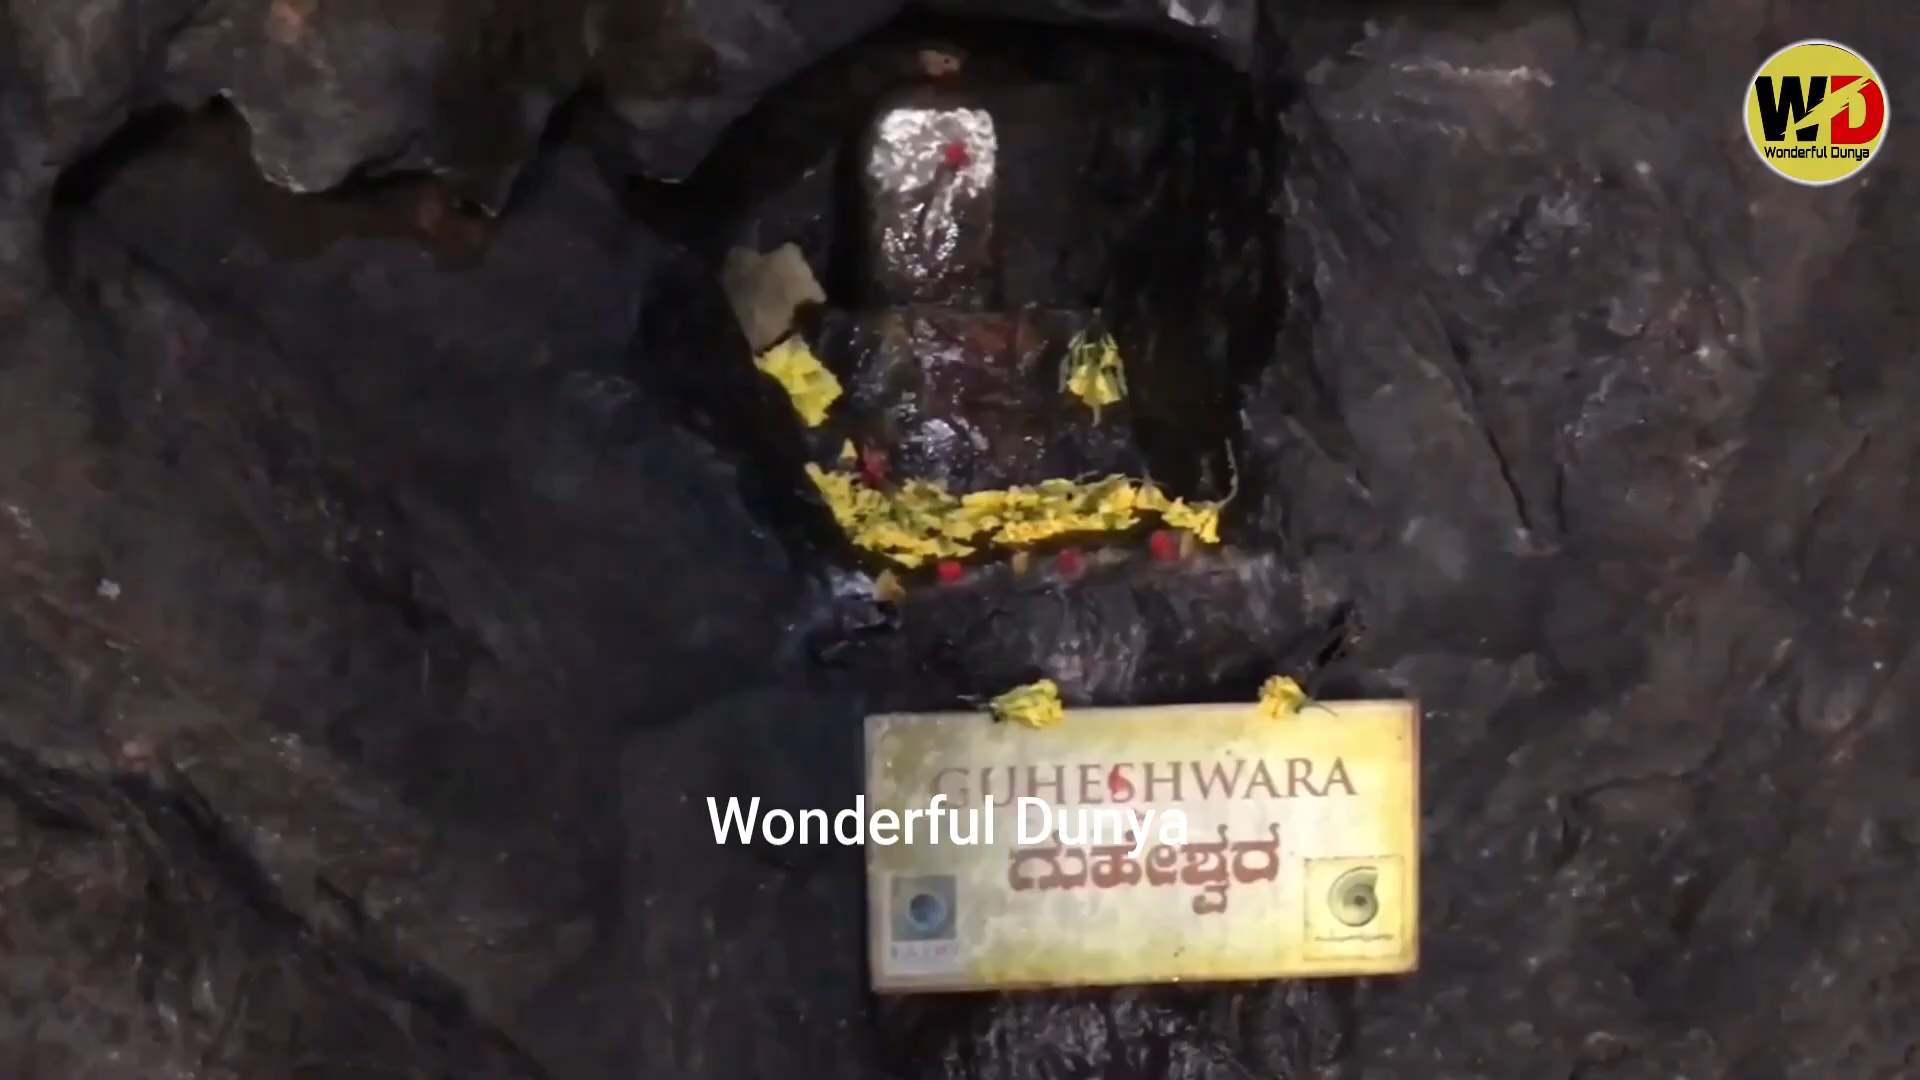 WD
Wonderful Dunya
GUHESHWARA
Wonderful Dunya
ಗುಹೇಶ್ವರ